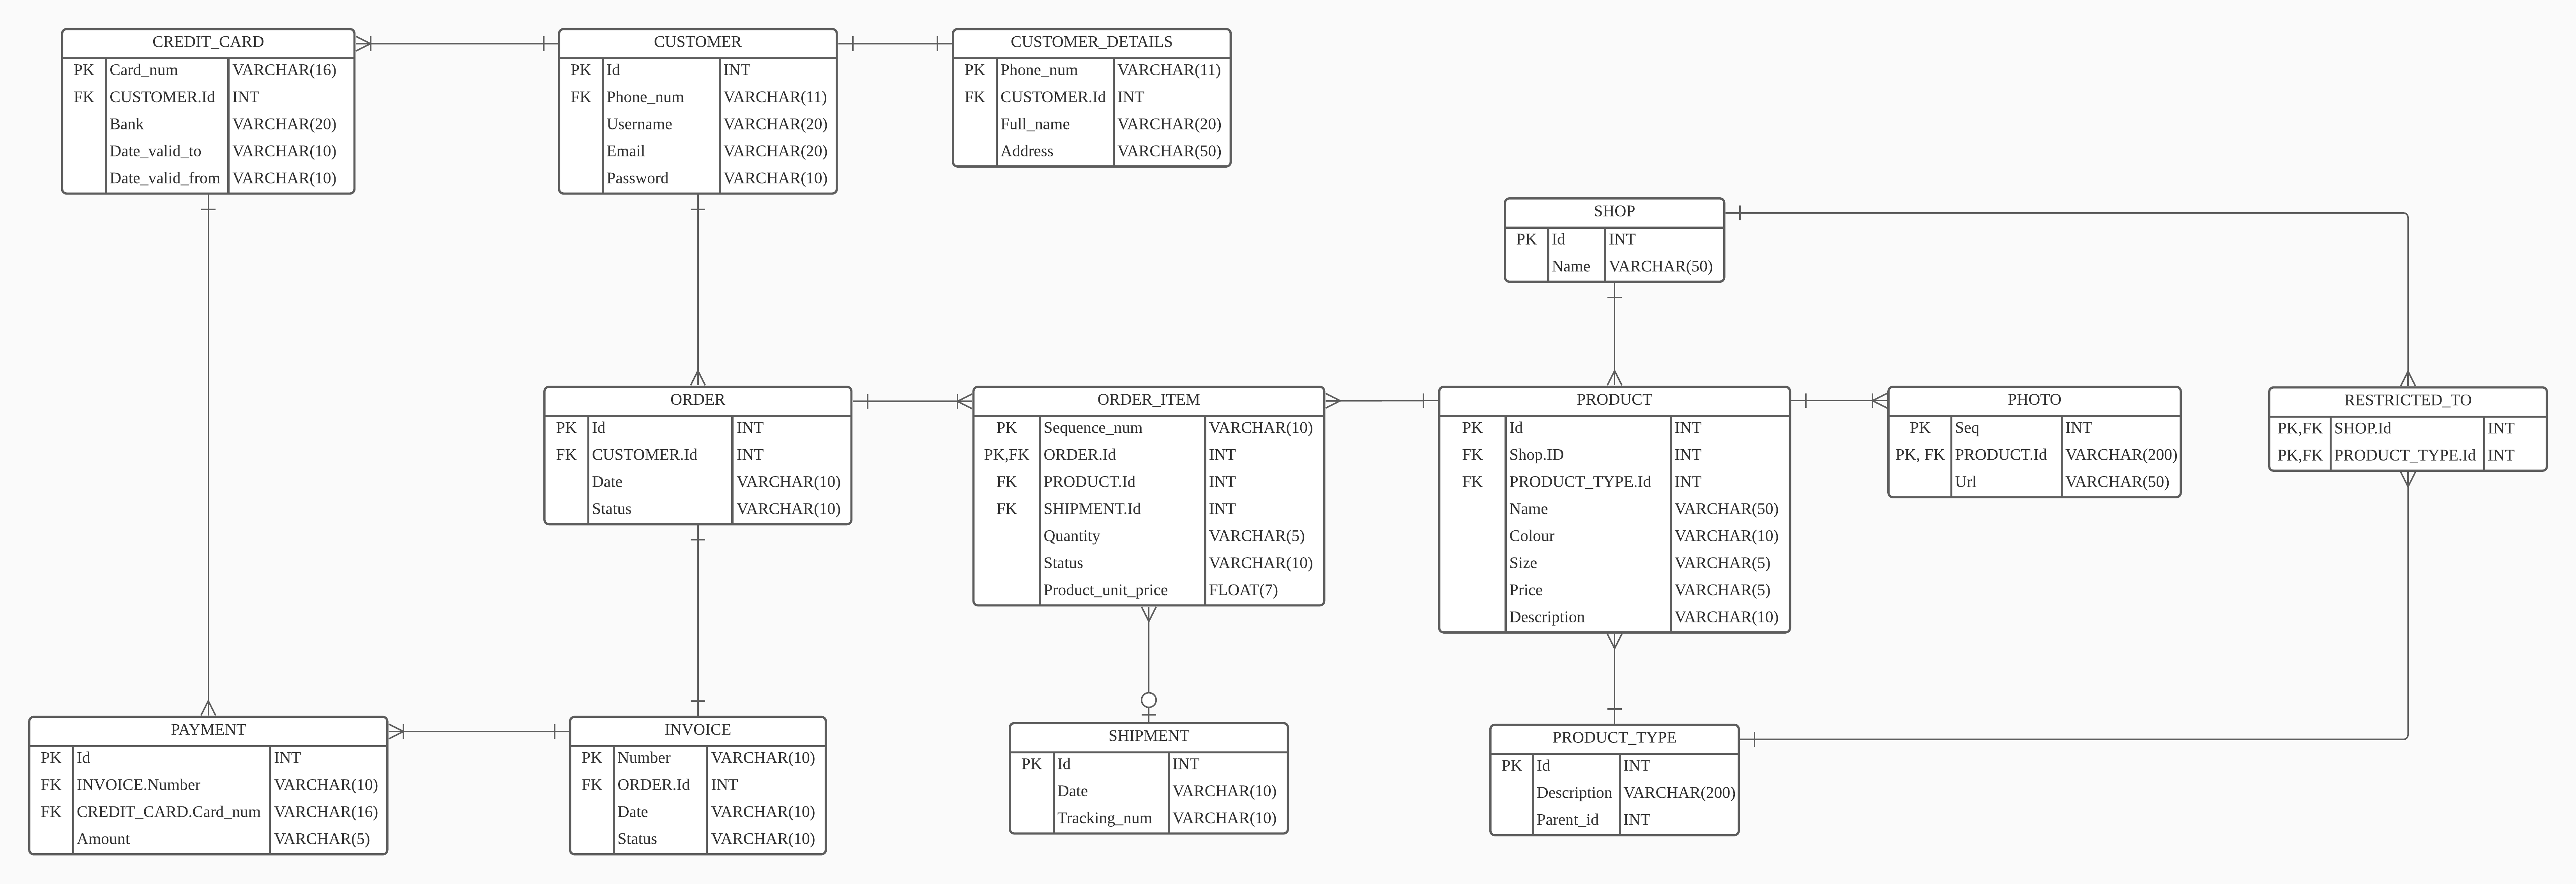 CREDIT_CARD
PK Card_num VARCHAR(16)
FK CUSTOMER.Id INT
Bank VARCHAR(20)
Date_valid_to VARCHAR(10)
Date_valid_from VARCHAR(10)
CUSTOMER
PK Id INT
FK Phone_num VARCHAR(11)
Username VARCHAR(20)
Email VARCHAR(20)
Password VARCHAR(10)
CUSTOMER_DETAILS
PK Phone_num VARCHAR(11)
FK CUSTOMER.Id INT
Full_name VARCHAR(20)
Address VARCHAR(50)
SHOP
PK Id INT
Name VARCHAR(50)
ORDER
PK Id INT
FK CUSTOMER.Id INT
Date VARCHAR(10)
Status VARCHAR(10)
ORDER_ITEM
PK Sequence_num VARCHAR(10)
PK,FK ORDER.Id INT
FK PRODUCT.Id INT
FK SHIPMENT.Id INT
Quantity VARCHAR(5)
Status VARCHAR(10)
Product_unit_price FLOAT(7)
PRODUCT
PK Id INT
FK Shop.ID INT
FK PRODUCT_TYPE.Id INT
Name VARCHAR(50)
Colour VARCHAR(10)
Size VARCHAR(5)
Price VARCHAR(5)
Description VARCHAR(10)
PHOTO
PK Seq INT
PK, FK PRODUCT.Id VARCHAR(200)
Url VARCHAR(50)
RESTRICTED_TO
PK,FK SHOP.Id INT
PK,FK PRODUCT_TYPE.Id INT
PAYMENT
PK Id INT
FK INVOICE.Number VARCHAR(10)
FK CREDIT_CARD.Card_num VARCHAR(16)
Amount VARCHAR(5)
INVOICE
PK Number VARCHAR(10)
FK ORDER.Id INT
Date VARCHAR(10)
Status VARCHAR(10)
SHIPMENT
PK Id INT
Date VARCHAR(10)
Tracking_num VARCHAR(10)
PRODUCT_TYPE
PK Id INT
Description VARCHAR(200)
Parent_id INT